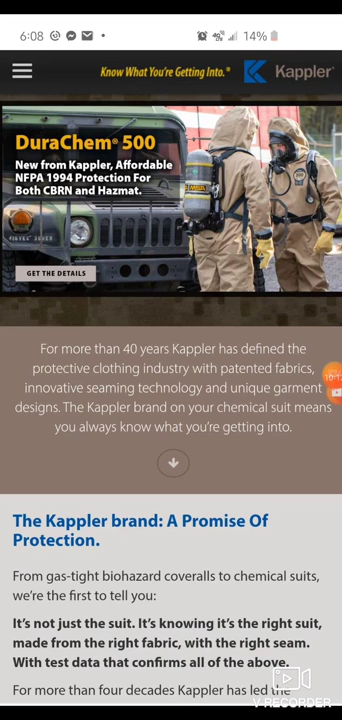 6:08
14%
Know What You're Getting Into.®
Kappler®
DuraChem® 500
New from Kappler, Affordable
NFPA 1994 Protection For
Both CBRN and Hazmat.
GET THE DETAILS
For more than 40 years Kappler has defined the
protective clothing industry with patented fabrics,
innovative seaming technology and unique garment
designs. The Kappler brand on your chemical suit means
you always know what you're getting into.
The Kappler brand: A Promise Of
Protection.
From gas-tight biohazard coveralls to chemical suits,
we're the first to tell you:
It's not just the suit. It's knowing it's the right suit,
made from the right fabric, with the right seam.
With test data that confirms all of the above.
For more than four decades Kappler has led the
V RECORDER